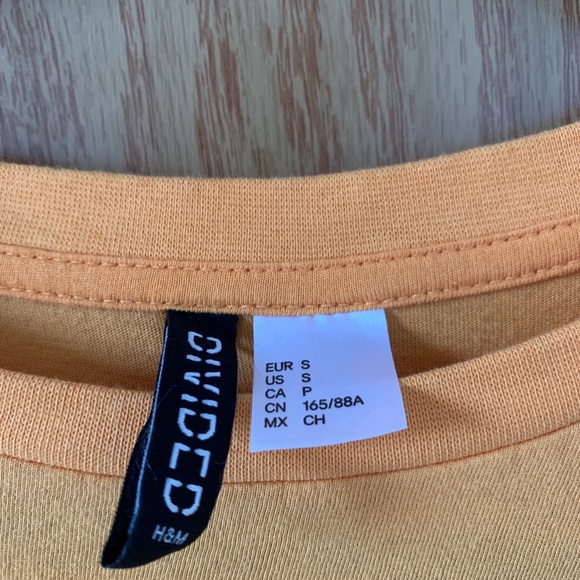 DIVIDED
H&M
EUR S
US S
CA P
CN 165/88A
MX CH